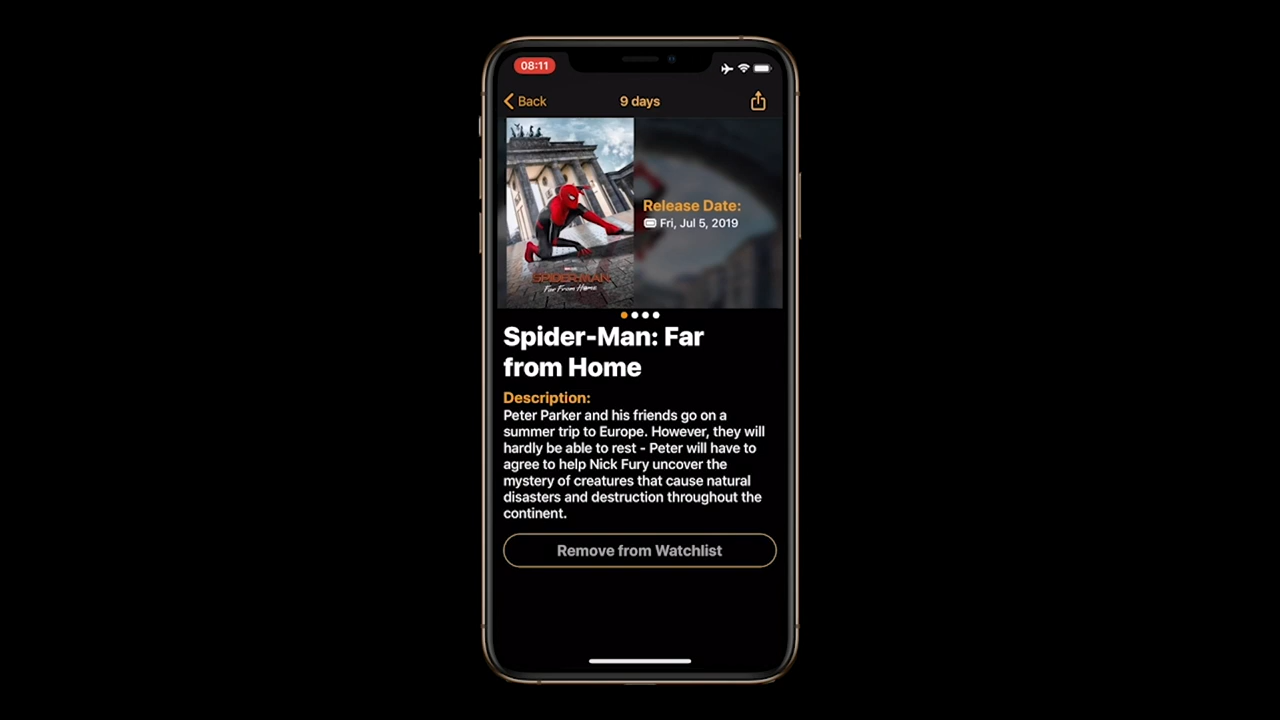 08:11
Back
9 days
Release Date:
Fri, Jul 5, 2019
SPIDER-MAN
Far From Home
Spider-Man: Far
from Home
Description:
Peter Parker and his friends go on a
summer trip to Europe. However, they will
hardly be able to rest - Peter will have to
agree to help Nick Fury uncover the
mystery of creatures that cause natural
disasters and destruction throughout the
continent.
Remove from Watchlist